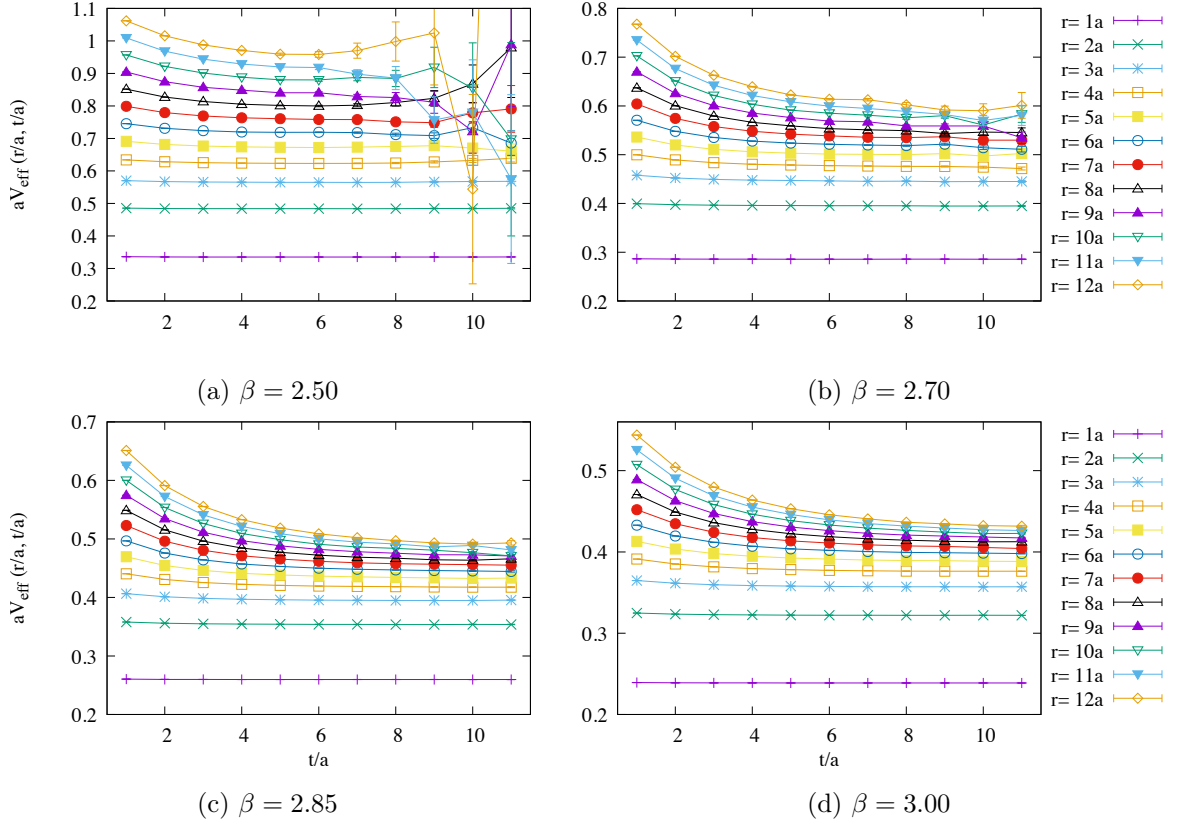 aV_eff (r/a, t/a)
1.1
1
0.9
0.8
0.7
0.6
0.5
0.4
0.3
0.2
2 4 6 8 10
(a) β = 2.50
0.8
0.7
0.6
0.5
0.4
0.3
0.2
2 4 6 8 10
(b) β = 2.70
r= 1a
r= 2a
r= 3a
r= 4a
r= 5a
r= 6a
r= 7a
r= 8a
r= 9a
r= 10a
r= 11a
r= 12a
aV_eff (r/a, t/a)
0.7
0.6
0.5
0.4
0.3
0.2
2 4 6 8 10
t/a
(c) β = 2.85
0.5
0.4
0.3
0.2
2 4 6 8 10
t/a
(d) β = 3.00
r= 1a
r= 2a
r= 3a
r= 4a
r= 5a
r= 6a
r= 7a
r= 8a
r= 9a
r= 10a
r= 11a
r= 12a